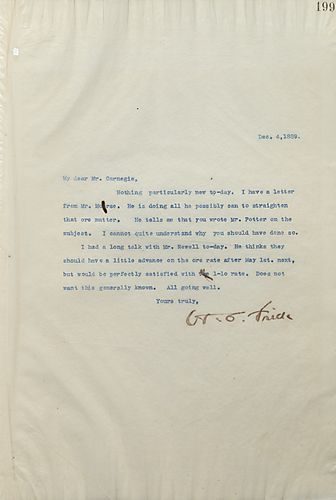 199
Dec. 4, 1889.
My dear Mr. Carnegie,
Nothing particularly new to-day. I have a letter
from Mr. He is doing all he possibly can to straighten
that ore matter. He tells me that you wrote Mr. Potter on the
subject. I cannot quite understand why you should have done so.
I had a long talk with Mr. Newell to-day. He thinks they
should have a little advance on the ore rate after May 1st. next,
but would be perfectly satisfied with 1-10 rate. Does not
want this generally known. All going well.
Yours truly,
H. C. Frick